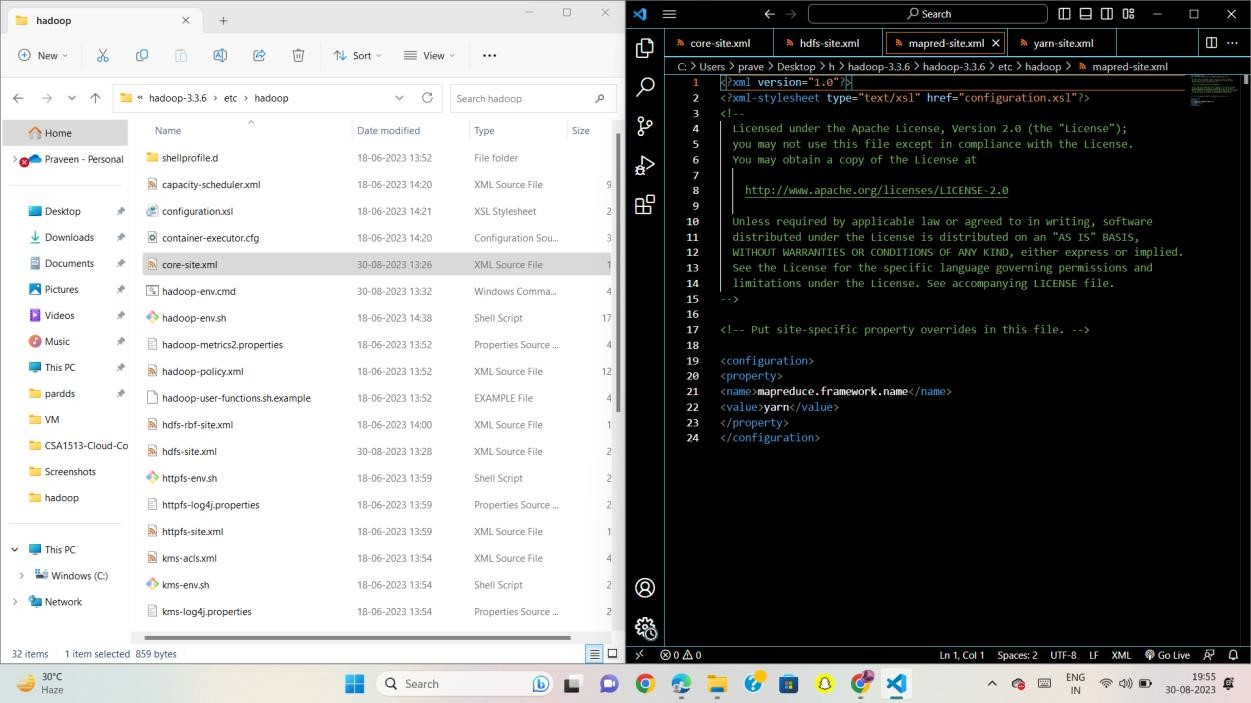 hadoop
New
Sort
View
« hadoop-3.3.6 › etc › hadoop
Search hadoop
Home
Praveen - Personal
Desktop
Downloads
Documents
Pictures
Videos
Music
This PC
pardds
VM
CSA1513-Cloud-Co
Screenshots
hadoop
This PC
Windows (C:)
Network
Name Date modified Type Size
shellprofile.d 18-06-2023 13:52 File folder
capacity-scheduler.xml 18-06-2023 14:20 XML Source File 9
configuration.xsl 18-06-2023 14:21 XSL Stylesheet 2
container-executor.cfg 18-06-2023 14:20 Configuration Sou... 3
core-site.xml 30-08-2023 13:26 XML Source File 1
hadoop-env.cmd 30-08-2023 13:32 Windows Comma... 4
hadoop-env.sh 18-06-2023 14:38 Shell Script 17
hadoop-metrics2.properties 18-06-2023 13:52 Properties Source ... 4
hadoop-policy.xml 18-06-2023 13:52 XML Source File 12
hadoop-user-functions.sh.example 18-06-2023 13:52 EXAMPLE File 4
hdfs-rbf-site.xml 18-06-2023 14:00 XML Source File 1
hdfs-site.xml 30-08-2023 13:28 XML Source File 2
httpfs-env.sh 18-06-2023 13:59 Shell Script 2
httpfs-log4j.properties 18-06-2023 13:59 Properties Source ... 2
httpfs-site.xml 18-06-2023 13:59 XML Source File 1
kms-acls.xml 18-06-2023 13:54 XML Source File 4
kms-env.sh 18-06-2023 13:54 Shell Script 2
kms-log4j.properties 18-06-2023 13:54 Properties Source ... 2
32 items 1 item selected 859 bytes
Search
core-site.xml hdfs-site.xml mapred-site.xml yarn-site.xml
C: > Users > prave > Desktop > h > hadoop-3.3.6 > hadoop-3.3.6 > etc > hadoop > mapred-site.xml
1 <?xml version="1.0"?>
2 <?xml-stylesheet type="text/xsl" href="configuration.xsl"?>
3 <!--
4 Licensed under the Apache License, Version 2.0 (the "License");
5 you may not use this file except in compliance with the License.
6 You may obtain a copy of the License at
7
8 http://www.apache.org/licenses/LICENSE-2.0
9
10 Unless required by applicable law or agreed to in writing, software
11 distributed under the License is distributed on an "AS IS" BASIS,
12 WITHOUT WARRANTIES OR CONDITIONS OF ANY KIND, either express or implied.
13 See the License for the specific language governing permissions and
14 limitations under the License. See accompanying LICENSE file.
15 -->
16
17 <!-- Put site-specific property overrides in this file. -->
18
19 <configuration>
20 <property>
21 <name>mapreduce.framework.name</name>
22 <value>yarn</value>
23 </property>
24 </configuration>
0 0 Ln 1, Col 1 Spaces: 2 UTF-8 LF XML Go Live
30°C
Haze
Search
ENG
IN
19:55
30-08-2023